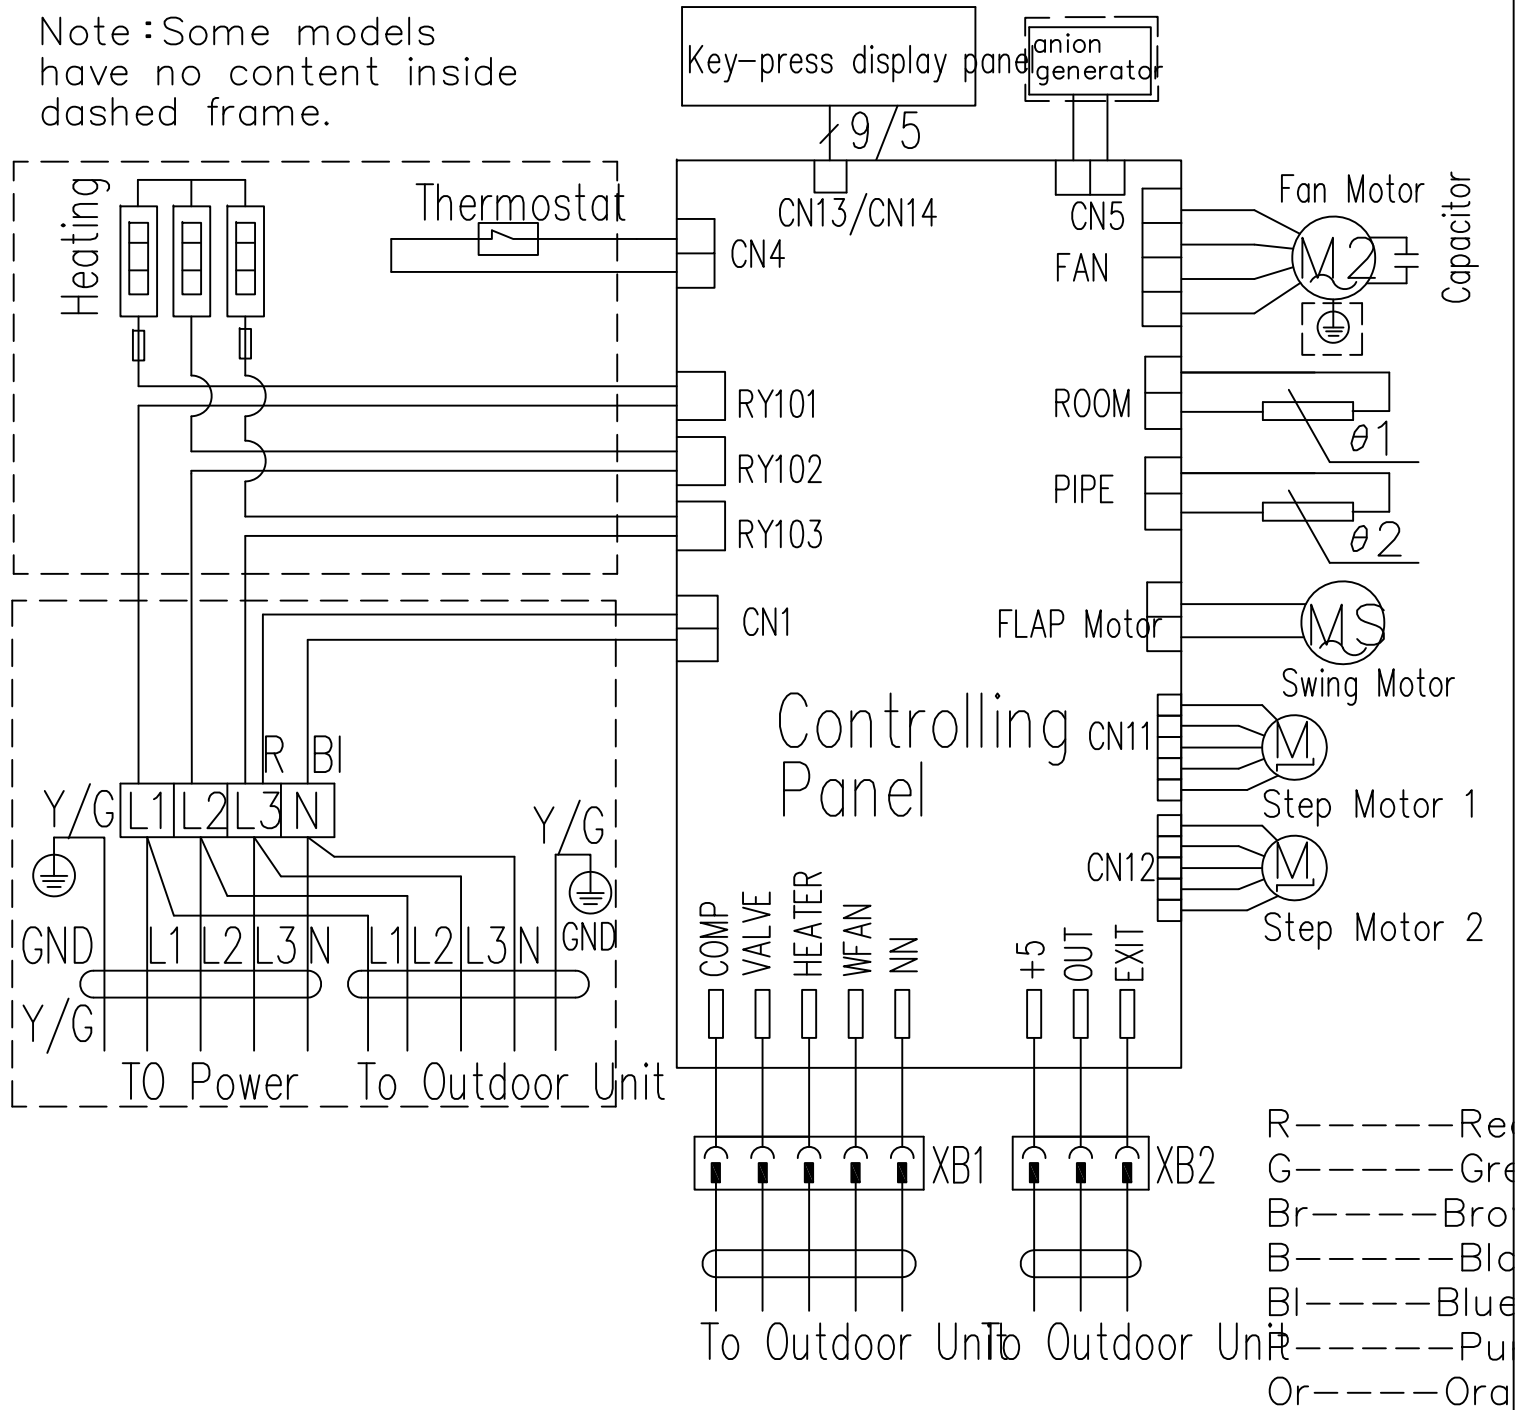 Note:Some models
have no content inside
dashed frame.
Key-press display panel
anion
generator
9/5
Heating
Thermostat
CN13/CN14
CN5
CN4
FAN
Fan Motor
M2
Capacitor
RY101
RY102
RY103
CN1
ROOM
θ1
PIPE
θ2
FLAP Motor
MS
Swing Motor
Controlling
Panel
CN11
M
Step Motor 1
CN12
M
Step Motor 2
R
Bl
Y/G
L1
L2
L3
N
Y/G
GND
L1
L2
L3
N
L1
L2
L3
N
GND
Y/G
TO Power
To Outdoor Unit
COMP
VALVE
HEATER
WFAN
NN
+5
OUT
EXIT
XB1
XB2
To Outdoor Unit
To Outdoor Unit
R-----Re
G-----Gre
Br----Bro
B-----Bla
Bl----Blue
P-----Pu
Or----Ora